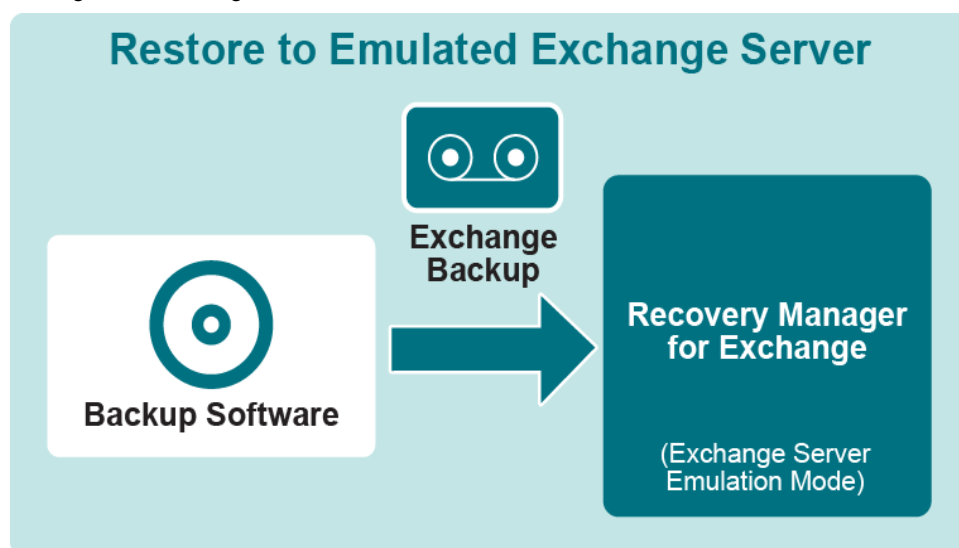 Restore to Emulated Exchange Server
Exchange
Backup
Backup Software
Recovery Manager
for Exchange
(Exchange Server
Emulation Mode)